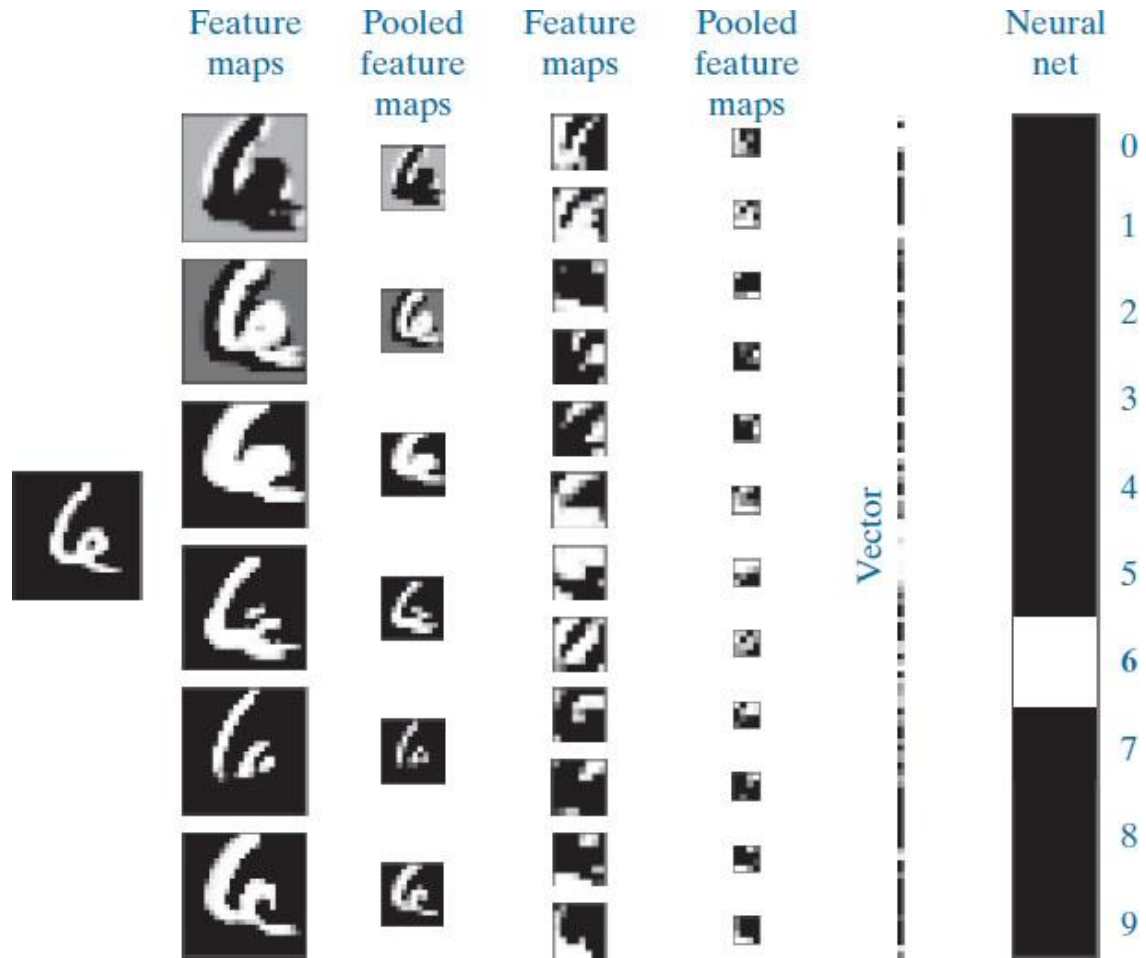 Feature
maps
Pooled
feature
maps
Feature
maps
Pooled
feature
maps
Neural
net
Vector
0
1
2
3
4
5
6
7
8
9